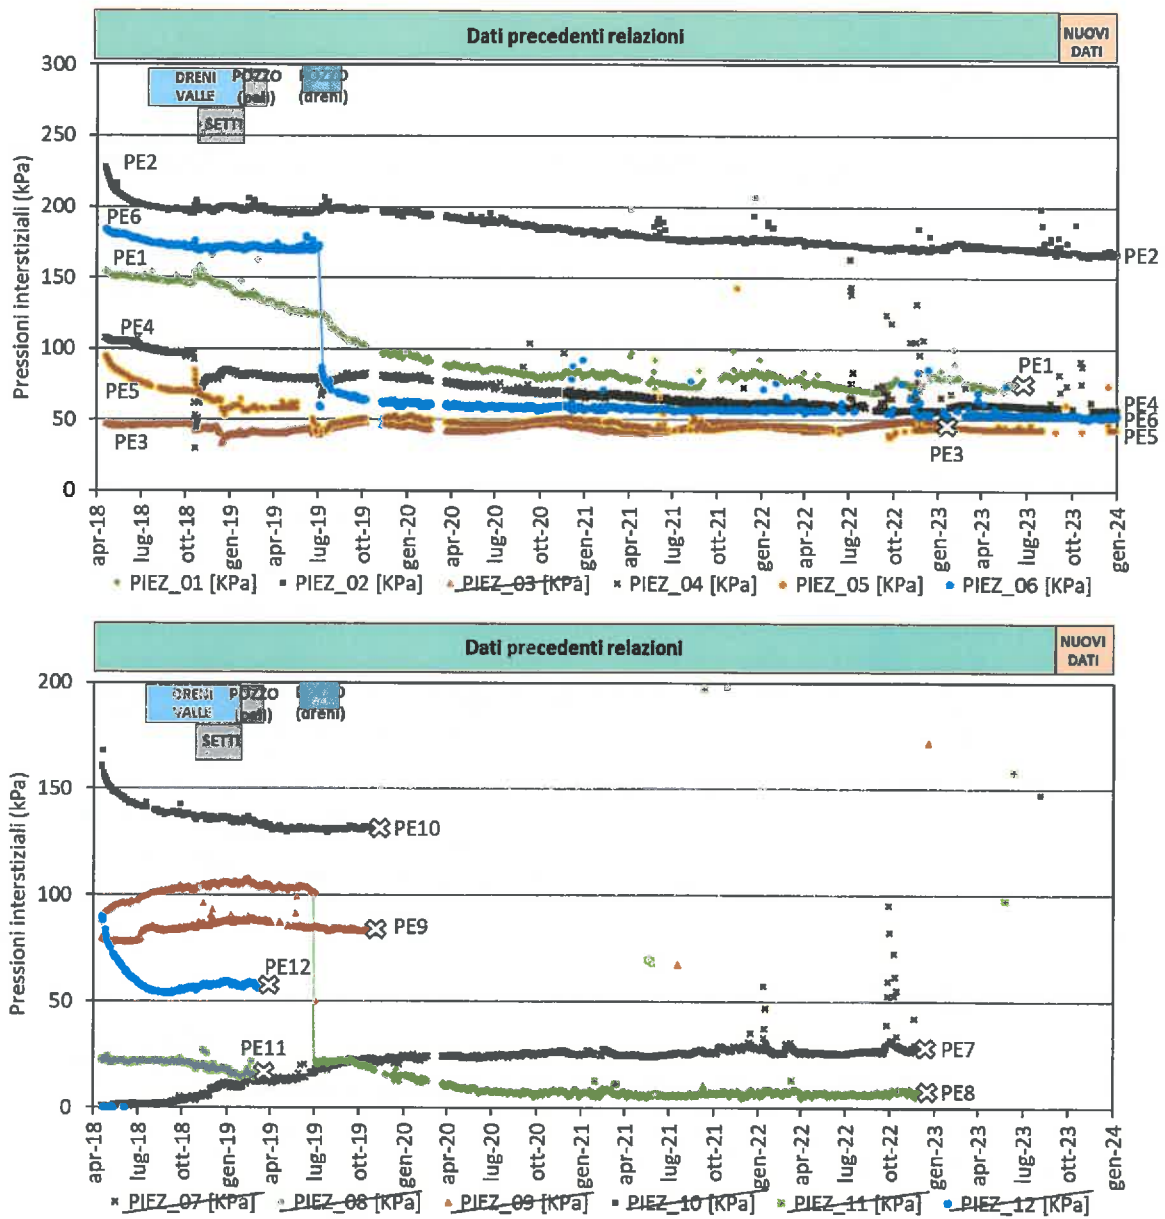 Dati precedenti relazioni
NUOVI
DATI
DRENI
VALLE
POZZO
(pali)
POZZO
(dreni)
SETTI
Pressioni interstiziali (kPa)
300
250
200
150
100
50
0
PE2
PE6
PE1
PE4
PE5
PE3
PE2
PE1
PE4
PE6
PE5
PE3
apr-18
lug-18
ott-18
gen-19
apr-19
lug-19
ott-19
gen-20
apr-20
lug-20
ott-20
gen-21
apr-21
lug-21
ott-21
gen-22
apr-22
lug-22
ott-22
gen-23
apr-23
lug-23
ott-23
gen-24
PIEZ_01 [KPa] PIEZ_02 [KPa] PIEZ_03 [KPa] PIEZ_04 [KPa] PIEZ_05 [KPa] PIEZ_06 [KPa]
Dati precedenti relazioni
NUOVI
DATI
DRENI
VALLE
POZZO
(pali)
(dreni)
SETTI
Pressioni interstiziali (kPa)
200
150
100
50
0
PE10
PE9
PE12
PE11
PE7
PE8
apr-18
lug-18
ott-18
gen-19
apr-19
lug-19
ott-19
gen-20
apr-20
lug-20
ott-20
gen-21
apr-21
lug-21
ott-21
gen-22
apr-22
lug-22
ott-22
gen-23
apr-23
lug-23
ott-23
gen-24
PIEZ_07 [KPa] PIEZ_08 [KPa] PIEZ_09 [KPa] PIEZ_10 [KPa] PIEZ_11 [KPa] PIEZ_12 [KPa]